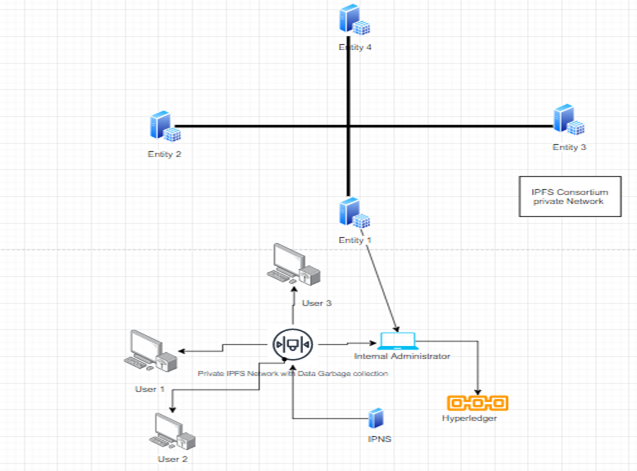 Entity 4
Entity 2
Entity 3
IPFS Consortium
private Network
Entity 1
User 3
Internal Administrator
Private IPFS Network with Data Garbage collection
User 1
Hyperledger
IPNS
User 2